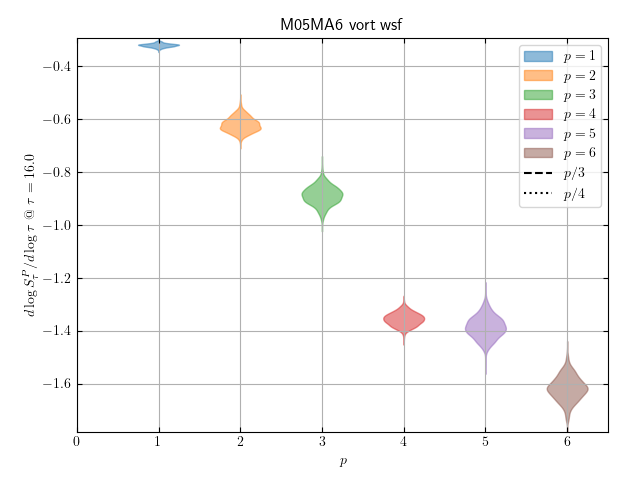 M05MA6 vort wsf
d log S_τ^P / d log τ @ τ = 16.0
−0.4
−0.6
−0.8
−1.0
−1.2
−1.4
−1.6
p = 1
p = 2
p = 3
p = 4
p = 5
p = 6
p/3
p/4
0 1 2 3 4 5 6
p